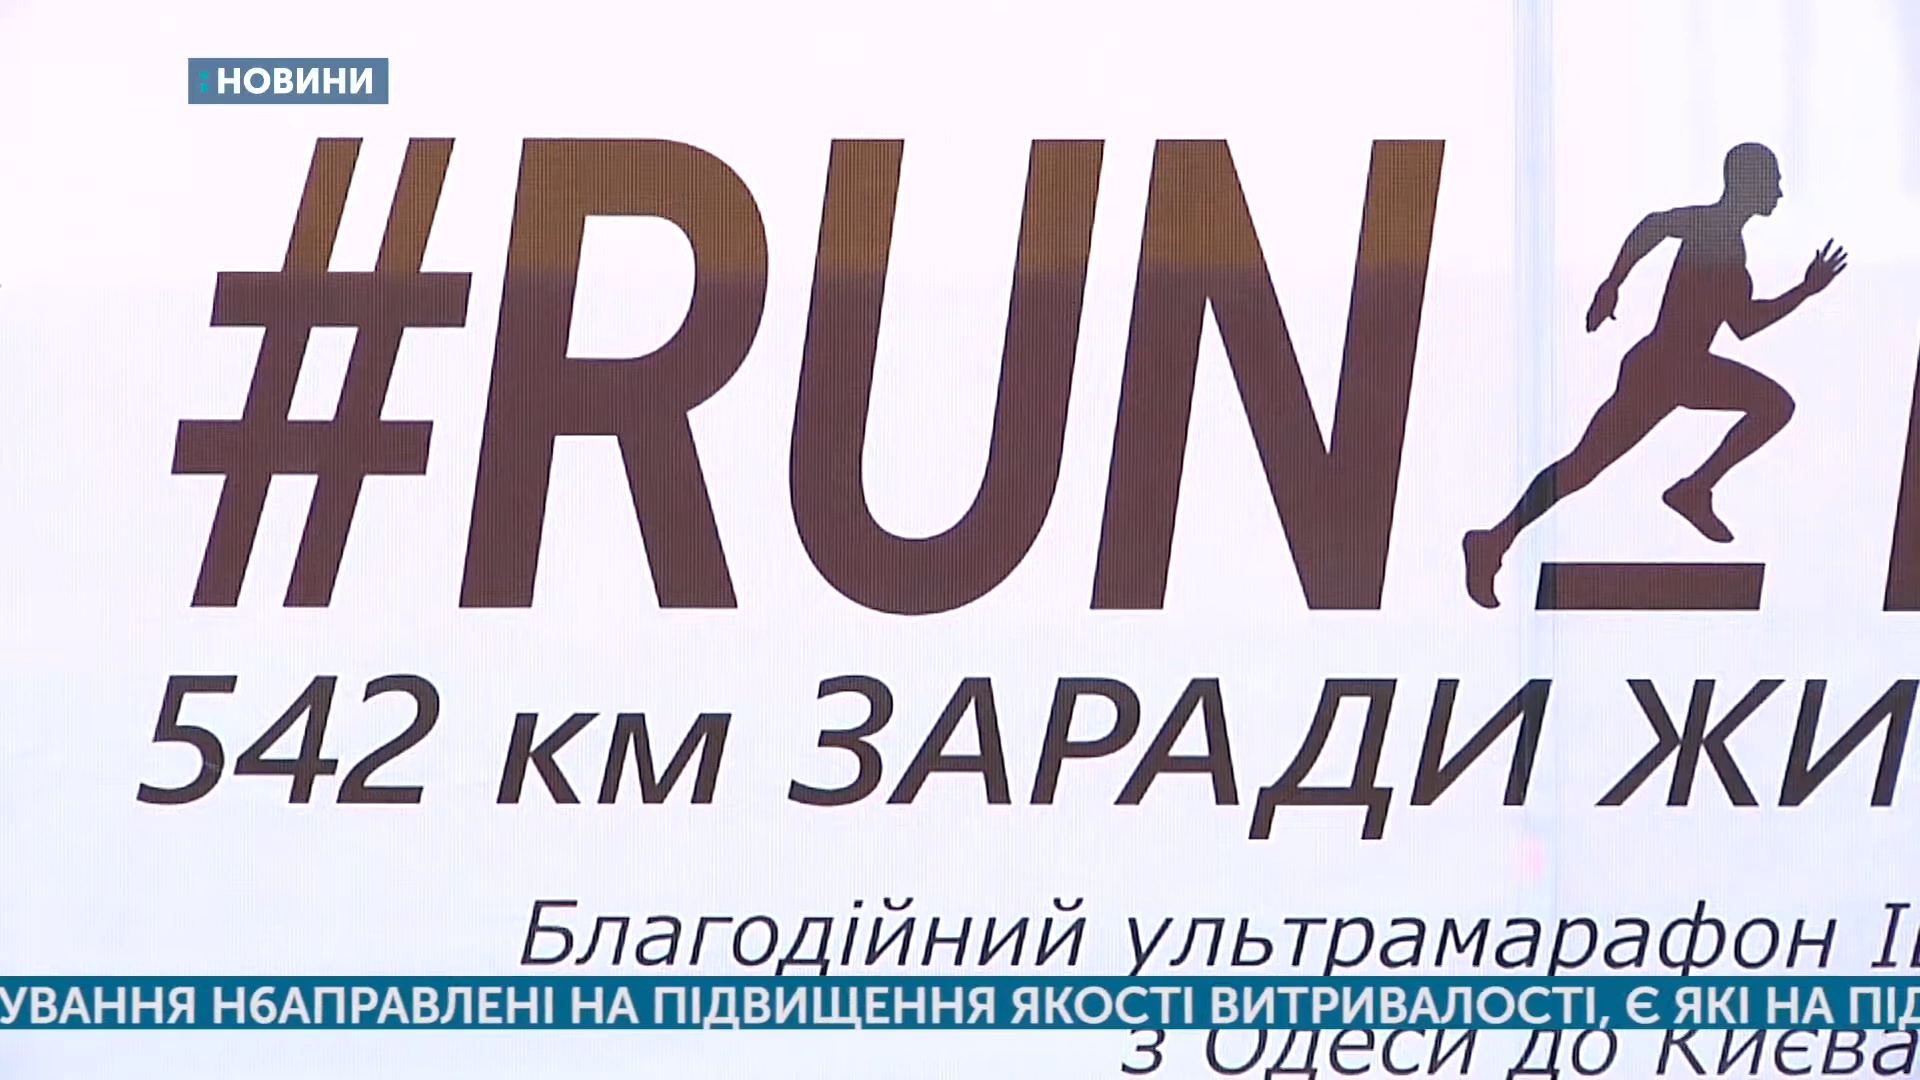 :НОВИНИ
#RUN
542 км ЗАРАДИ ЖИ
Благодійний ультрамарафон І
УВАННЯ Н6АПРАВЛЕНІ НА ПІДВИЩЕННЯ ЯКОСТІ ВИТРИВАЛОСТІ, Є ЯКІ НА ПІД
з Одеси до Києва